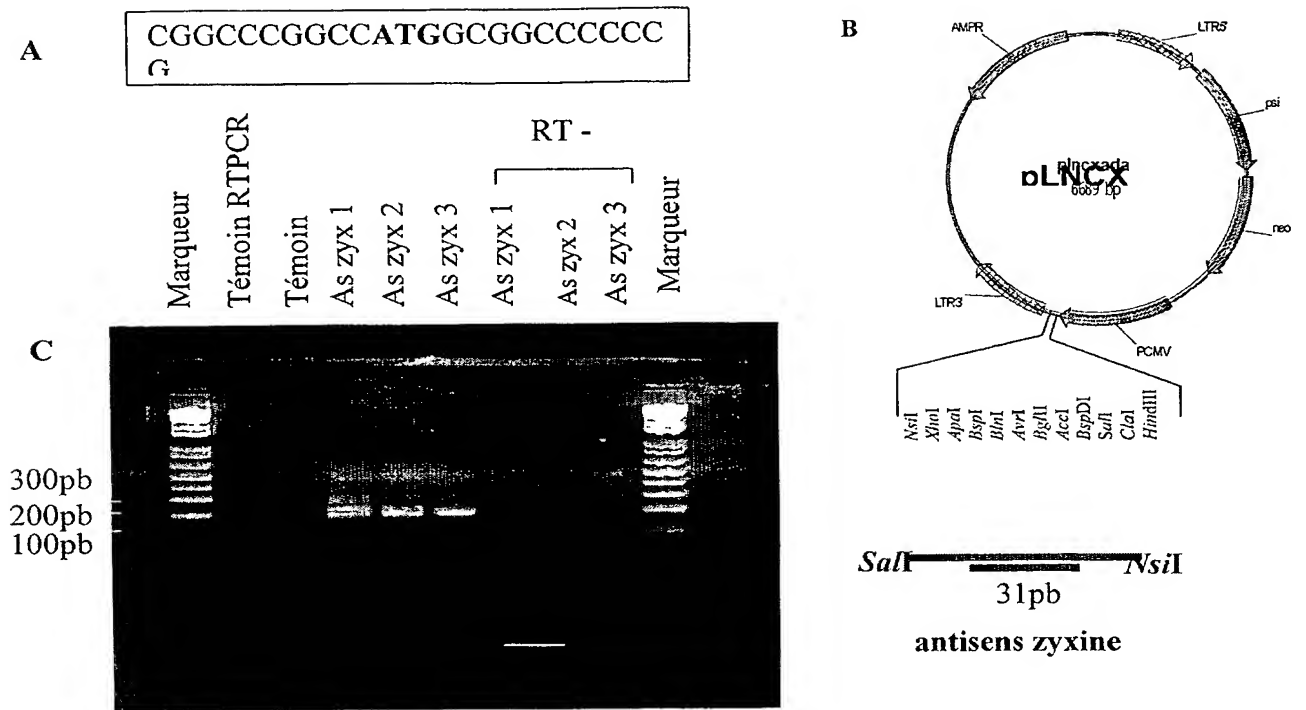 A
CGGCCCGGCCATGGCGGCCCCCC
G
B
AMPR
LTR5'
psi
pLNCX
neo
LTR3
PCMV
NsiI
XhoI
ApaI
BspI
BlnI
AvrI
BglII
AccI
BspDI
SalI
ClaI
HindIII
SalI
NsiI
31pb
antisens zyxine
RT -
Marqueur
Témoin RTPCR
Témoin
As zyx 1
As zyx 2
As zyx 3
As zyx 1
As zyx 2
As zyx 3
Marqueur
C
300pb
200pb
100pb